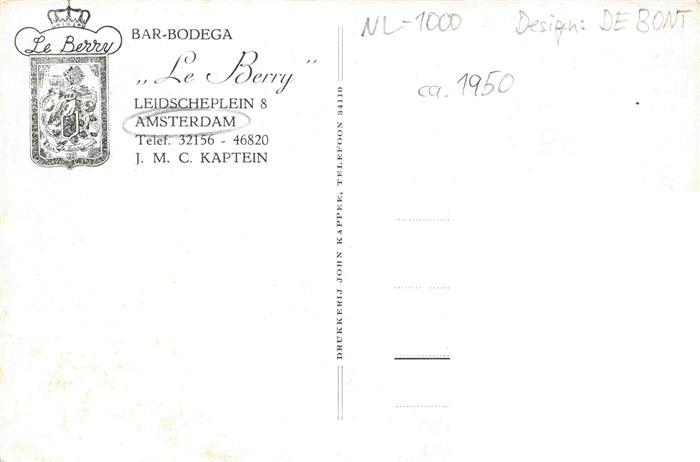 Le Berry
BAR-BODEGA
„Le Berry"
LEIDSCHEPLEIN 8
AMSTERDAM
Telef. 32156 - 46820
J. M. C. KAPTEIN
DRUKKERIJ JOHN KAPPEE, TELEFOON 34110
NL-1000 Design: DE BONT
ca. 1950